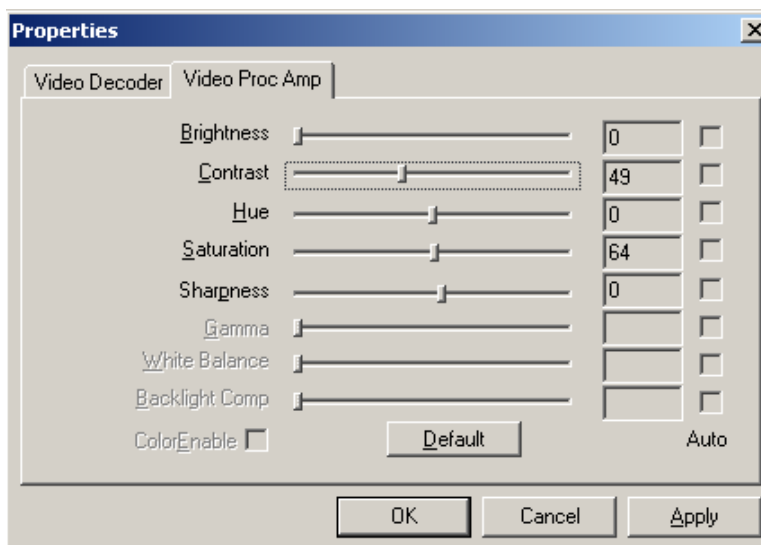 Properties
Video Decoder Video Proc Amp
Brightness 0
Contrast 49
Hue 0
Saturation 64
Sharpness 0
Gamma
White Balance
Backlight Comp
ColorEnable Default Auto
OK Cancel Apply